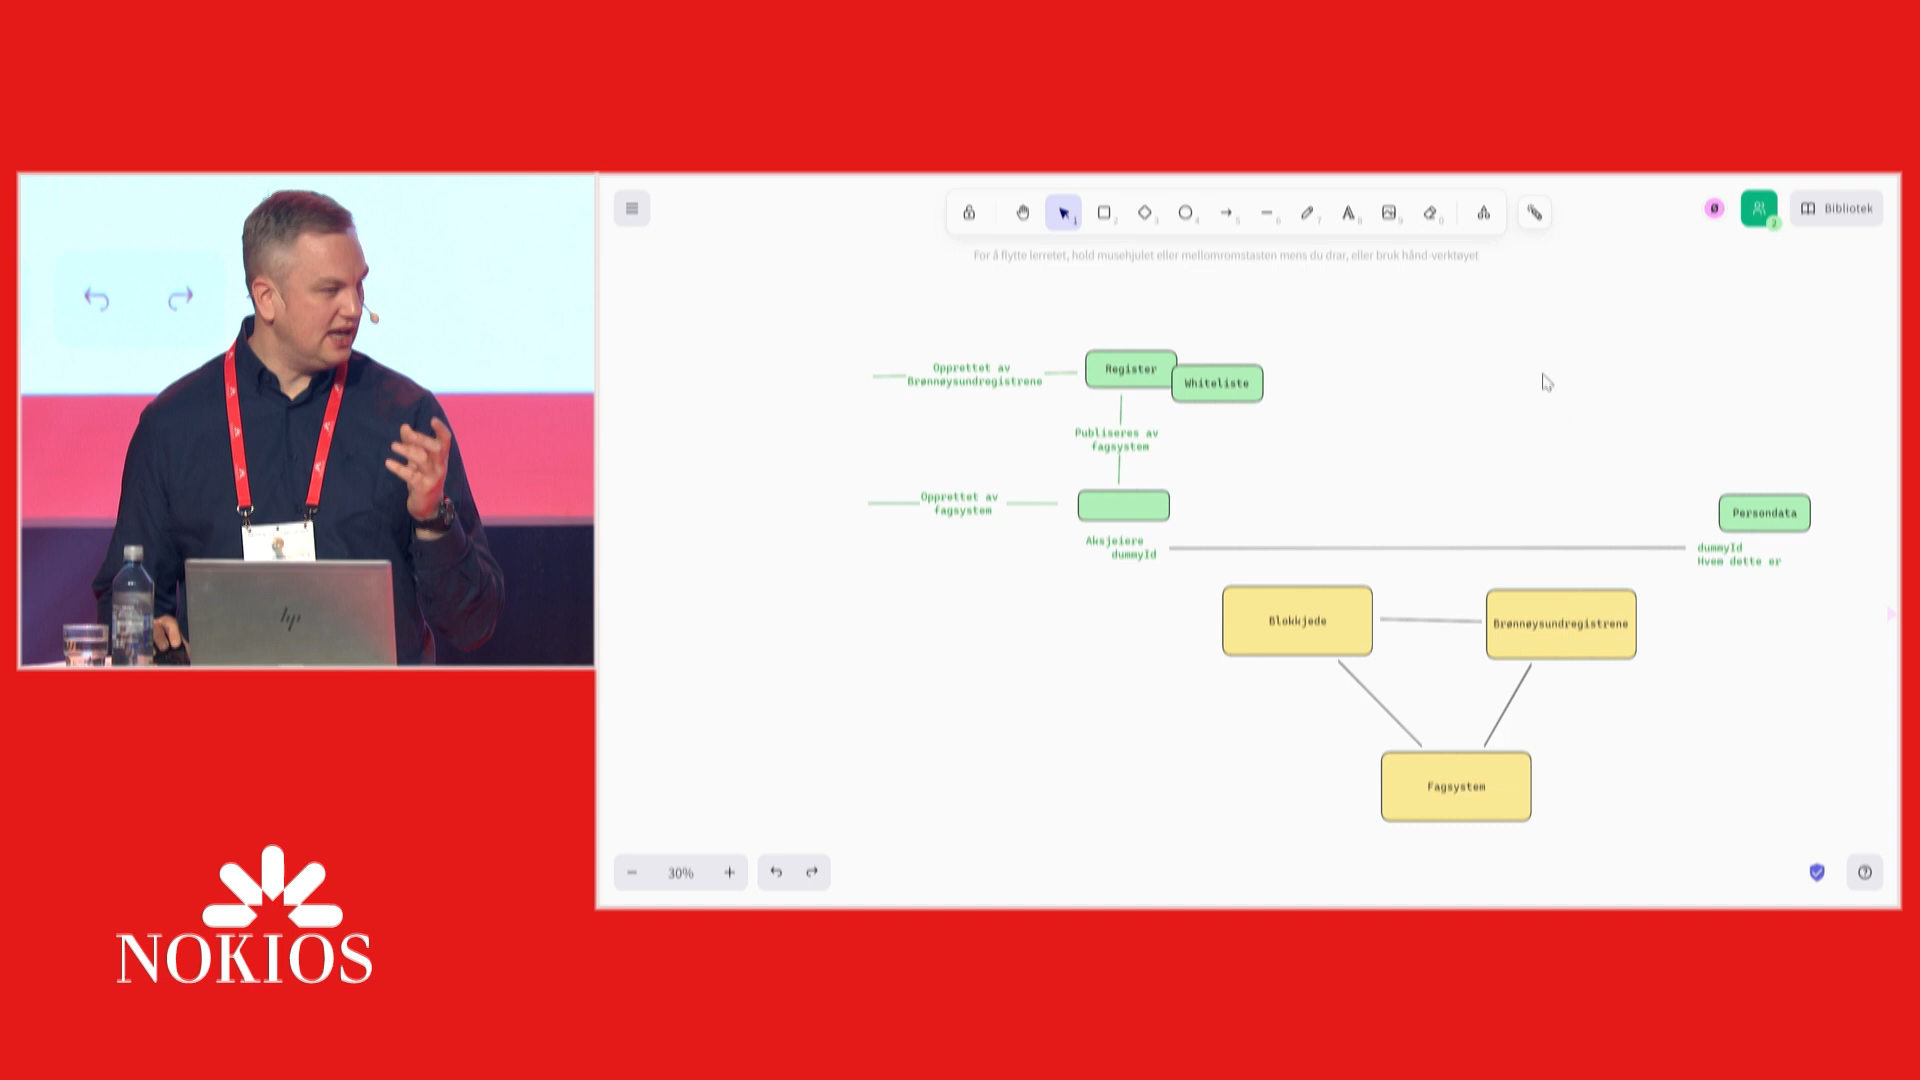 Bibliotek
For å flytte lerretet, hold musehjulet eller mellomromstasten mens du drar, eller bruk hånd-verktøyet
Opprettet av
Brønnøysundregistrene
Register
Whiteliste
Publiseres av
fagsystem
Opprettet av
fagsystem
Aksjeiere
dummyId
Persondata
dummyId
Hvem dette er
Blokkjede
Brønnøysundregistrene
Fagsystem
30%
hp
NOKIOS